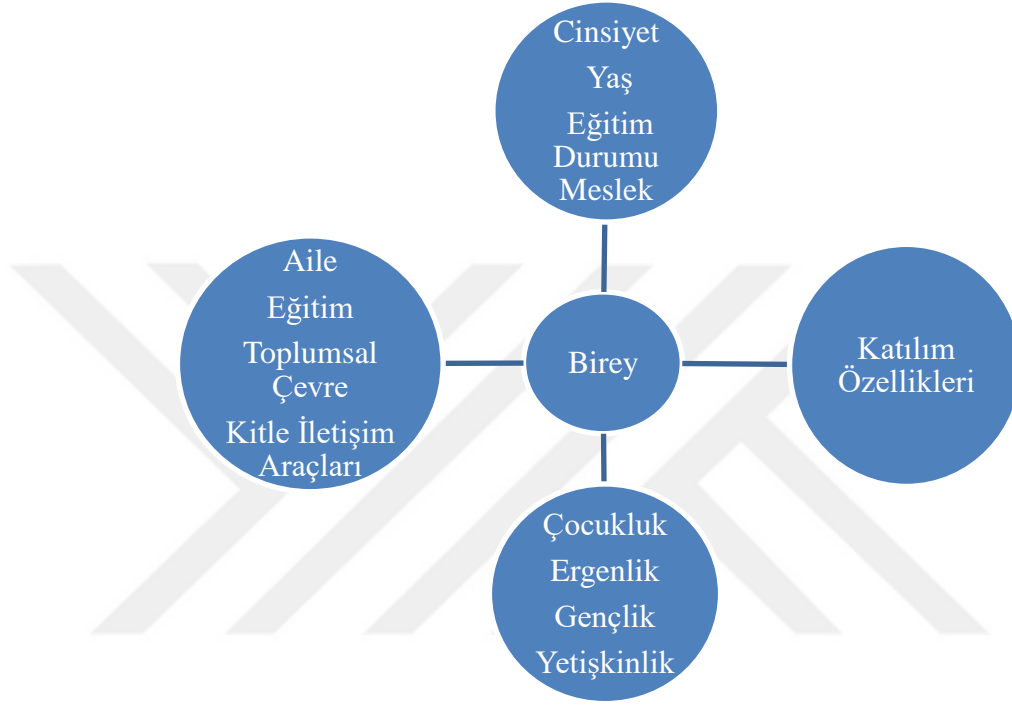 Cinsiyet
Yaş
Eğitim
Durumu
Meslek
Aile
Eğitim
Toplumsal
Çevre
Kitle İletişim
Araçları
Birey
Katılım
Özellikleri
Çocukluk
Ergenlik
Gençlik
Yetişkinlik